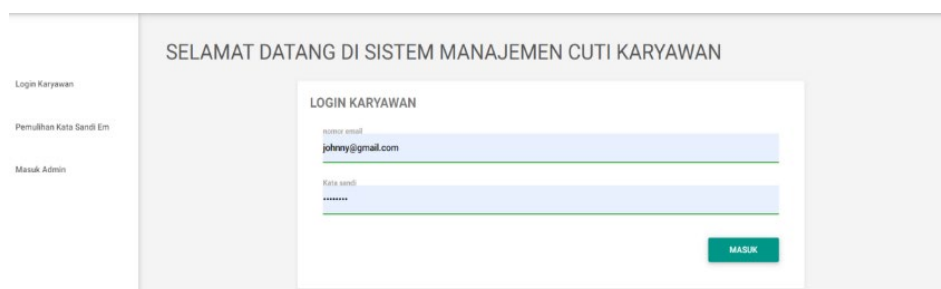 SELAMAT DATANG DI SISTEM MANAJEMEN CUTI KARYAWAN
Login Karyawan
Pemulihan Kata Sandi Em
Masuk Admin
LOGIN KARYAWAN
nomor email
johnny@gmail.com
Kata sandi
••••••••
MASUK